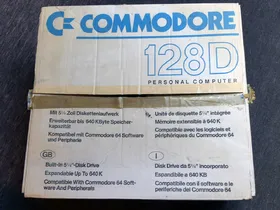 COMMODORE
128D
PERSONAL COMPUTER
Mit 5¼ Zoll Diskettenlaufwerk
Erweiterbar bis 640 KByte Speicher-
kapazität
Kompatibel mit Commodore 64 Software
und Peripherie
Unité de disquette 5¼" intégrée
Mémoire extensible à 640 KB
Compatible avec les logiciels et
périphériques du Commodore 64
GB
Built-in 5¼"-Disk Drive
Expandable Up To 640 K
Compatible With Commodore 64 Soft-
ware And Peripherals
I
Disk Drive da 5¼" incorporato
Espandibile a 640 KB
Compatibile con il software e le
periferiche del Commodore 64